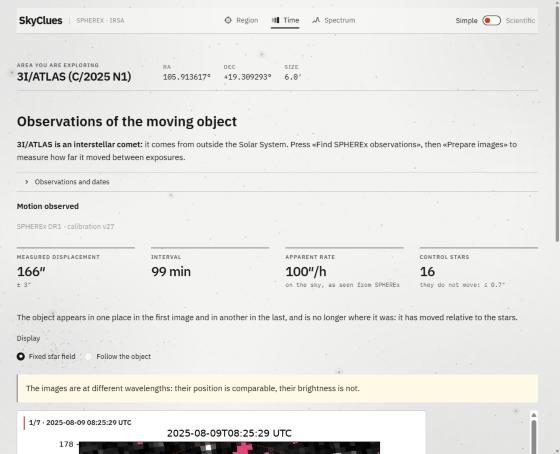 SkyClues SPHEREX · IRSA Region Time Spectrum Simple Scientific
AREA YOU ARE EXPLORING
3I/ATLAS (C/2025 N1)
RA
105.913617°
DEC
+19.309293°
SIZE
6.0′
Observations of the moving object
3I/ATLAS is an interstellar comet: it comes from outside the Solar System. Press «Find SPHEREx observations», then «Prepare images» to
measure how far it moved between exposures.
Observations and dates
Motion observed
SPHEREx DR1 · calibration v27
MEASURED DISPLACEMENT
166″
± 3″
INTERVAL
99 min
APPARENT RATE
100″/h
on the sky, as seen from SPHEREx
CONTROL STARS
16
they do not move: ± 0.7″
The object appears in one place in the first image and in another in the last, and is no longer where it was: it has moved relative to the stars.
Display
Fixed star field Follow the object
The images are at different wavelengths: their position is comparable, their brightness is not.
1/7 · 2025-08-09 08:25:29 UTC
2025-08-09T08:25:29 UTC
178